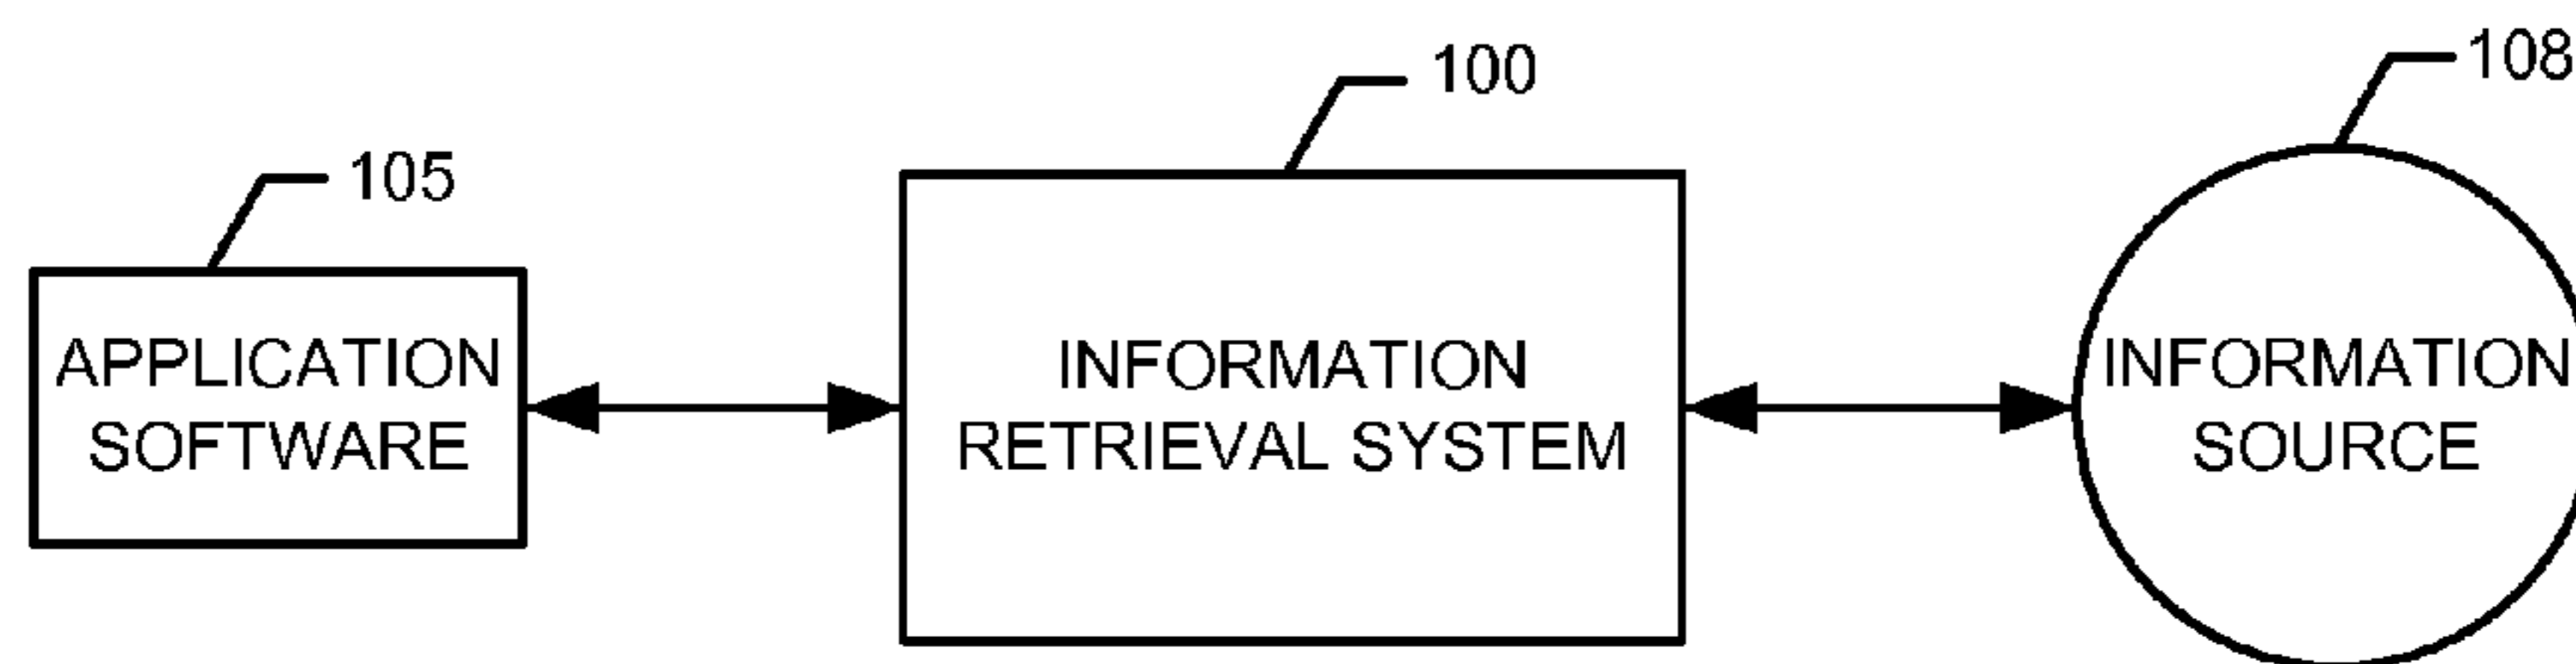 105
100
108
APPLICATION
SOFTWARE
INFORMATION
RETRIEVAL SYSTEM
INFORMATION
SOURCE